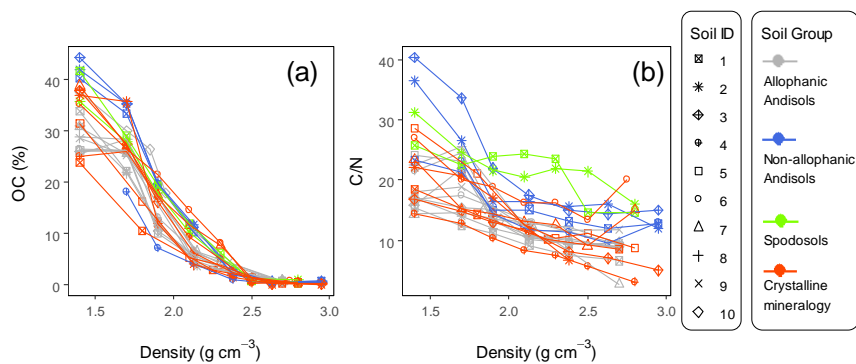 (a)
OC (%)
40
30
20
10
0
1.5 2.0 2.5 3.0
Density (g cm⁻³)
(b)
C/N
40
30
20
10
1.5 2.0 2.5 3.0
Density (g cm⁻³)
Soil ID
1
2
3
4
5
6
7
8
9
10
Soil Group
Allophanic
Andisols
Non-allophanic
Andisols
Spodosols
Crystalline
mineralogy